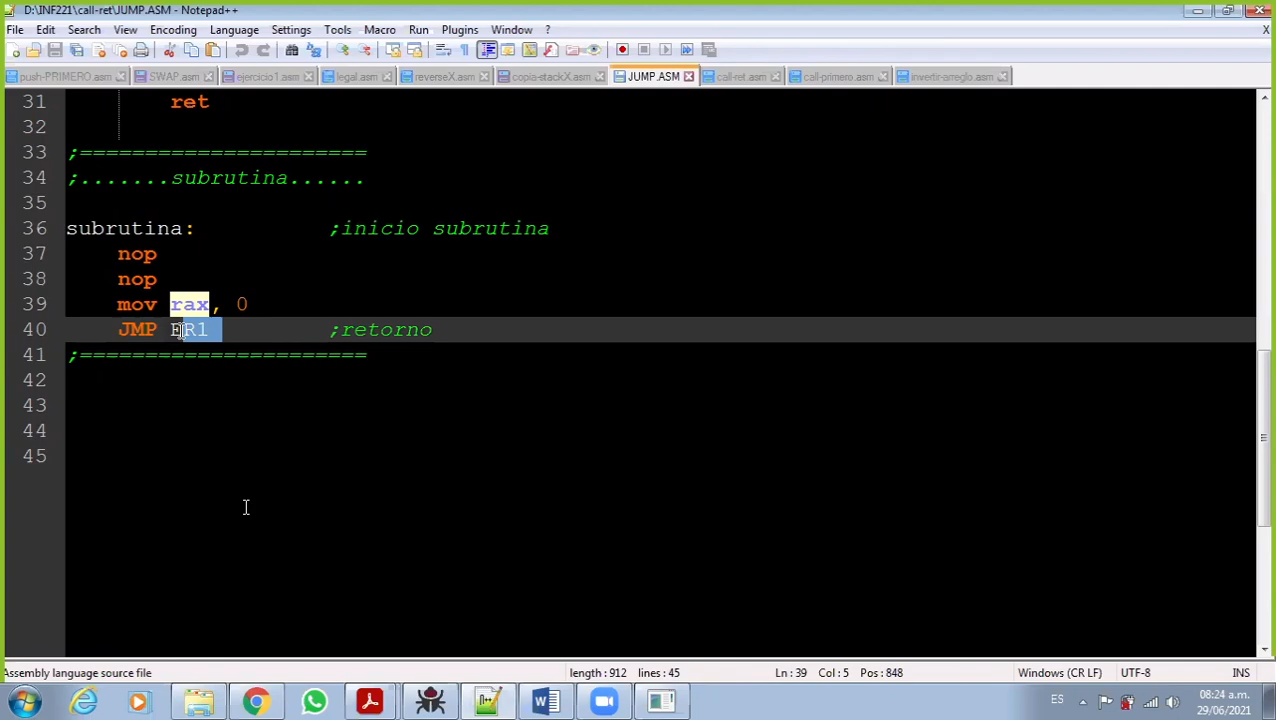 D:\INF221\call-ret\JUMP.ASM - Notepad++
File Edit Search View Encoding Language Settings Tools Macro Run Plugins Window ? X
push-PRIMERO.asm SWAP.asm ejercicio1.asm legal.asm reverseX.asm copia-stackX.asm JUMP.ASM call-ret.asm call-primero.asm invertir-arreglo.asm
31 ret
32
33 ;======================
34 ;.......subrutina......
35
36 subrutina: ;inicio subrutina
37 nop
38 nop
39 mov rax, 0
40 JMP ER1 ;retorno
41 ;======================
42
43
44
45
Assembly language source file length : 912 lines : 45 Ln : 39 Col : 5 Pos : 848 Windows (CR LF) UTF-8 INS
ES 08:24 a.m.
29/06/2021